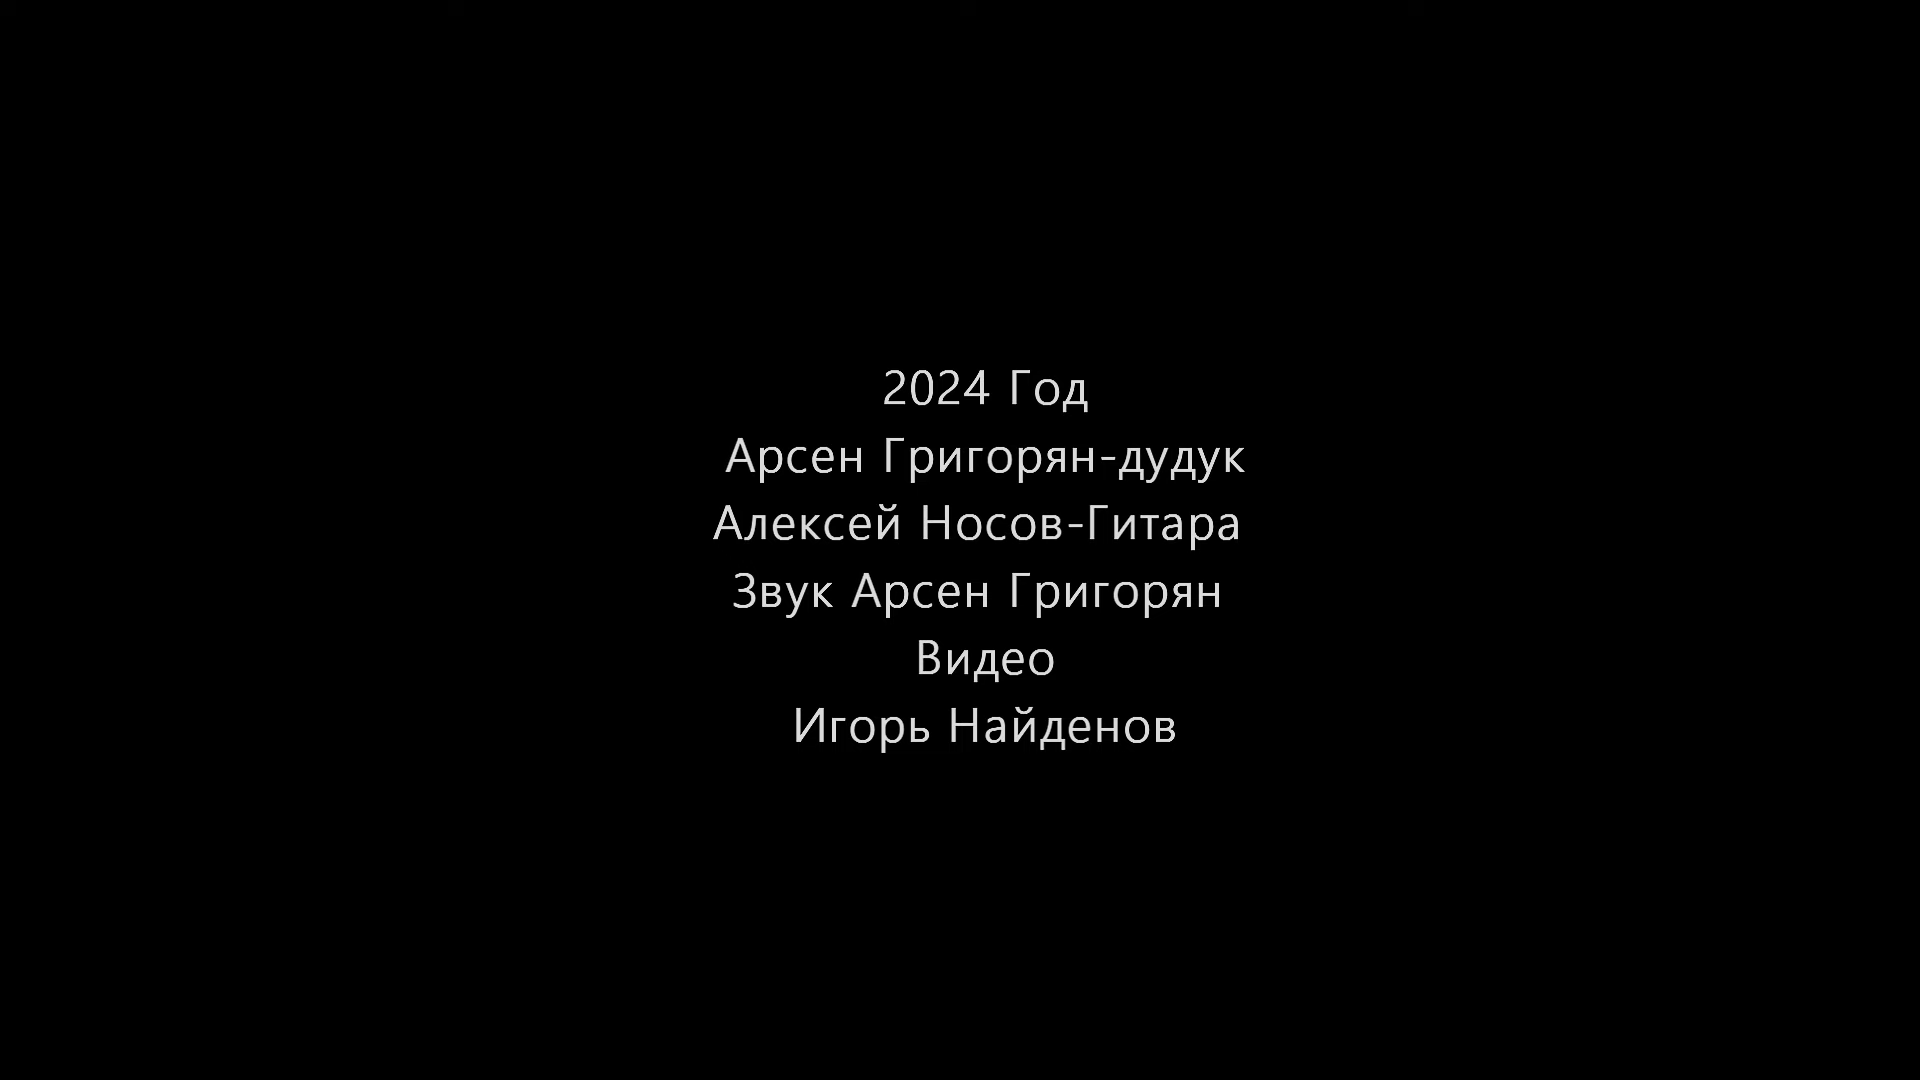 2024 Год
Арсен Григорян-дудук
Алексей Носов-Гитара
Звук Арсен Григорян
Видео
Игорь Найденов